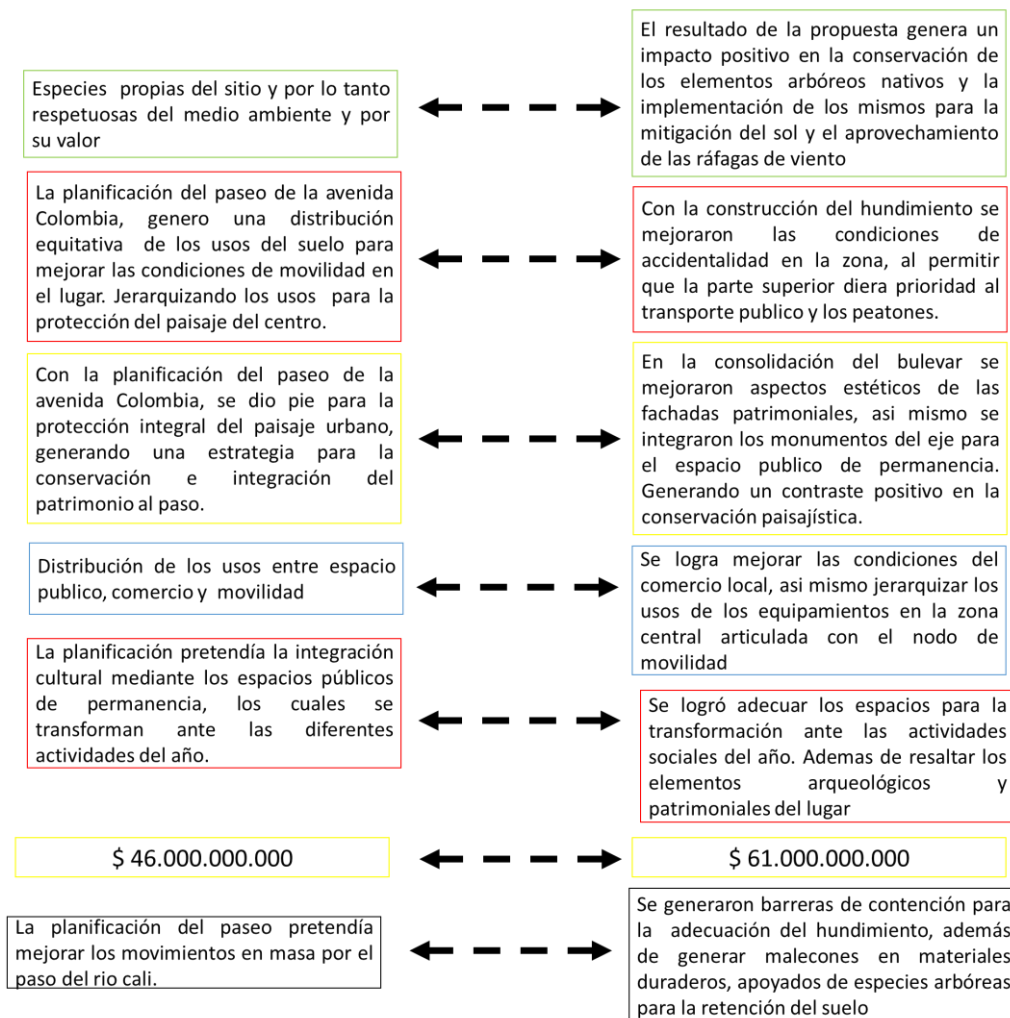 Especies propias del sitio y por lo tanto
respetuosas del medio ambiente y por
su valor
El resultado de la propuesta genera un
impacto positivo en la conservación de
los elementos arbóreos nativos y la
implementación de los mismos para la
mitigación del sol y el aprovechamiento
de las ráfagas de viento
La planificación del paseo de la avenida
Colombia, genero una distribución
equitativa de los usos del suelo para
mejorar las condiciones de movilidad en
el lugar. Jerarquizando los usos para la
protección del paisaje del centro.
Con la construcción del hundimiento se
mejoraron las condiciones de
accidentalidad en la zona, al permitir
que la parte superior diera prioridad al
transporte publico y los peatones.
Con la planificación del paseo de la
avenida Colombia, se dio pie para la
protección integral del paisaje urbano,
generando una estrategia para la
conservación e integración del
patrimonio al paso.
En la consolidación del bulevar se
mejoraron aspectos estéticos de las
fachadas patrimoniales, asi mismo se
integraron los monumentos del eje para
el espacio publico de permanencia.
Generando un contraste positivo en la
conservación paisajística.
Distribución de los usos entre espacio
publico, comercio y movilidad
Se logra mejorar las condiciones del
comercio local, asi mismo jerarquizar los
usos de los equipamientos en la zona
central articulada con el nodo de
movilidad
La planificación pretendía la integración
cultural mediante los espacios públicos
de permanencia, los cuales se
transforman ante las diferentes
actividades del año.
Se logró adecuar los espacios para la
transformación ante las actividades
sociales del año. Ademas de resaltar los
elementos arqueológicos y
patrimoniales del lugar
$ 46.000.000.000
$ 61.000.000.000
La planificación del paseo pretendía
mejorar los movimientos en masa por el
paso del rio cali.
Se generaron barreras de contención para
la adecuación del hundimiento, además
de generar malecones en materiales
duraderos, apoyados de especies arbóreas
para la retención del suelo